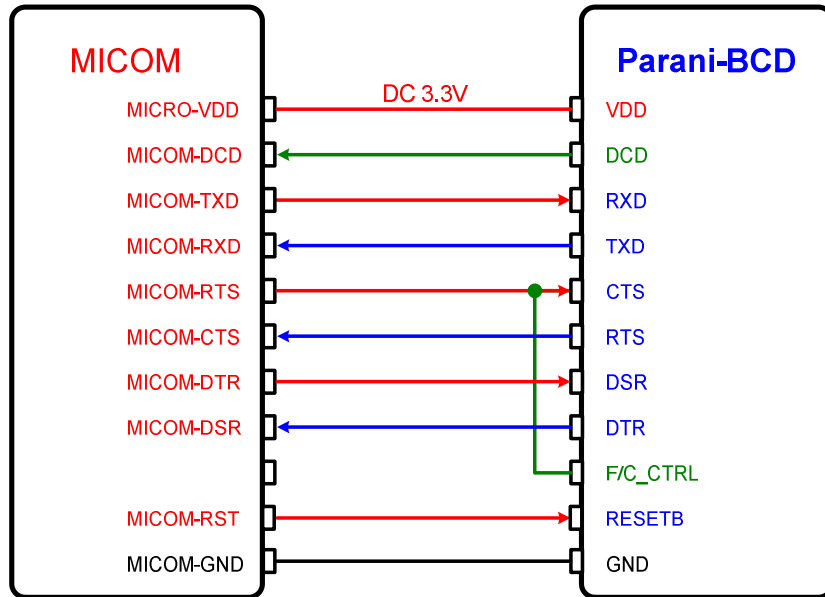 MICOM
Parani-BCD
DC 3.3V
MICRO-VDD
VDD
MICOM-DCD
DCD
MICOM-TXD
RXD
MICOM-RXD
TXD
MICOM-RTS
CTS
MICOM-CTS
RTS
MICOM-DTR
DSR
MICOM-DSR
DTR
F/C_CTRL
MICOM-RST
RESETB
MICOM-GND
GND